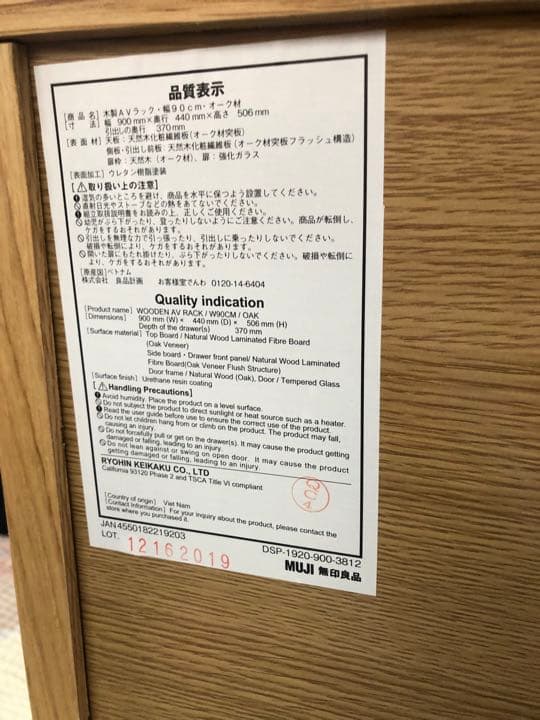 品質表示
[商品名] 木製AVラック・幅90cm・オーク材
[寸法] 幅 900mm×奥行 440mm×高さ 506mm
引出しの奥行 370mm
[表面材] 天板:天然木化粧繊維板(オーク材突板)
側板・引出し前板:天然木化粧繊維板(オーク材突板フラッシュ構造)
扉枠:天然木(オーク材)、扉:強化ガラス
[表面加工] ウレタン樹脂塗装
[⚠取り扱い上の注意]
湿気の多いところを避け、商品を水平に保つよう設置してください。
直射日光やストーブなどの熱をあてないでください。
組立取扱説明書をお読みの上、正しくご使用ください。
幼児がぶら下がったり、登ったりしないようにご注意ください。商品が転倒し、
ケガをするおそれがあります。
引出しを無理な力で引っ張ったり、引出しに乗ったりしないでください。
破損や転倒により、ケガをするおそれがあります。
開いた扉にもたれ掛けたり、ぶら下がったりしないでください。破損や転倒に
より、ケガをするおそれがあります。
[原産国]ベトナム
株式会社 良品計画 お客様室でんわ 0120-14-6404
Quality indication
[Product name] WOODEN AV RACK / W90CM / OAK
[Dimensions] 900 mm (W)× 440 mm (D)× 506 mm (H)
Depth of the drawer(s) 370 mm
[Surface material] Top Board / Natural Wood Laminated Fibre Board
(Oak Veneer)
Side board・Drawer front panel/ Natural Wood Laminated
Fibre Board(Oak Veneer Flush Structure)
Door frame / Natural Wood (Oak), Door / Tempered Glass
[Surface finish] Urethane resin coating
[⚠Handling Precautions]
Avoid humidity. Place the product on a level surface.
Do not subject the product to direct sunlight or heat source such as a heater.
Read the user guide before use to ensure the correct use of the product.
Do not let children hang from or climb on the product. The product may fall,
causing an injury.
Do not forcefully pull or get on the drawer(s). It may cause the product getting
damaged or falling, leading to an injury.
Do not lean against or swing on open door. It may cause the product
getting damaged or falling, leading to an injury.
RYOHIN KEIKAKU CO., LTD
California 93120 Phase 2 and TSCA Title VI compliant
[Country of origin] Viet Nam
[Contact Information] For your inquiry about the product, please contact the
store where you purchased it.
JAN4550182219203
LOT. 12162019
DSP-1920-900-3812
MUJI 無印良品